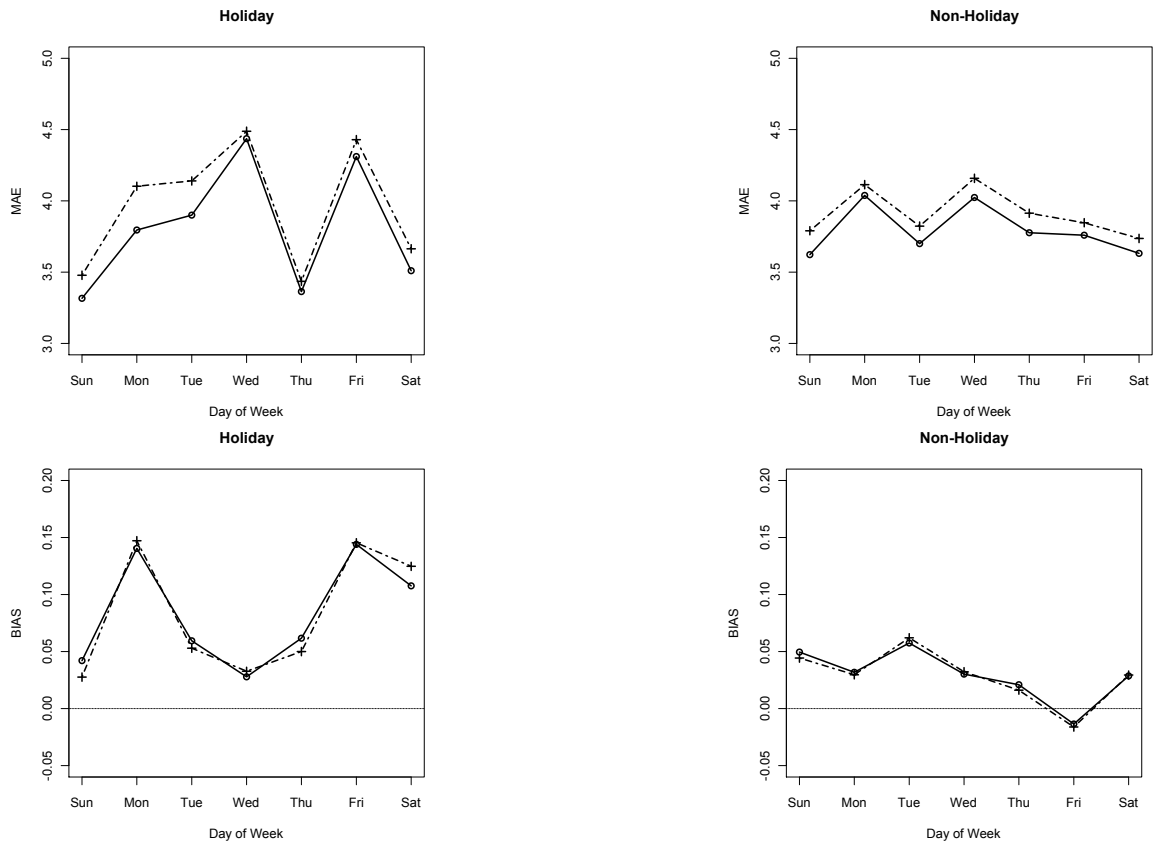 Holiday
MAE
5.0
4.5
4.0
3.5
3.0
Sun Mon Tue Wed Thu Fri Sat
Day of Week
Non-Holiday
MAE
5.0
4.5
4.0
3.5
3.0
Sun Mon Tue Wed Thu Fri Sat
Day of Week
Holiday
BIAS
0.20
0.15
0.10
0.05
0.00
-0.05
Sun Mon Tue Wed Thu Fri Sat
Day of Week
Non-Holiday
BIAS
0.20
0.15
0.10
0.05
0.00
-0.05
Sun Mon Tue Wed Thu Fri Sat
Day of Week